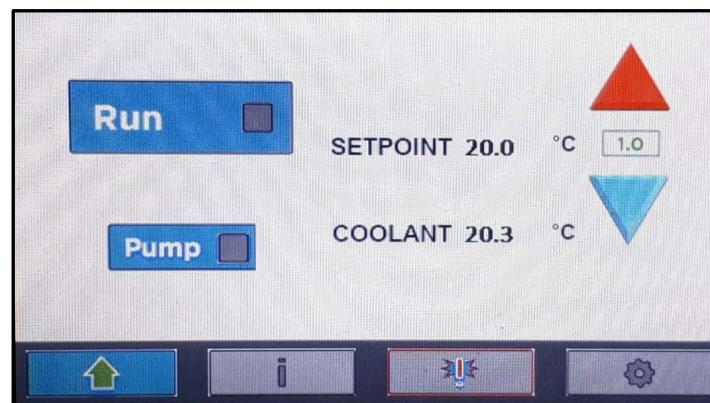 Run
SETPOINT 20.0 °C 1.0
Pump
COOLANT 20.3 °C
i